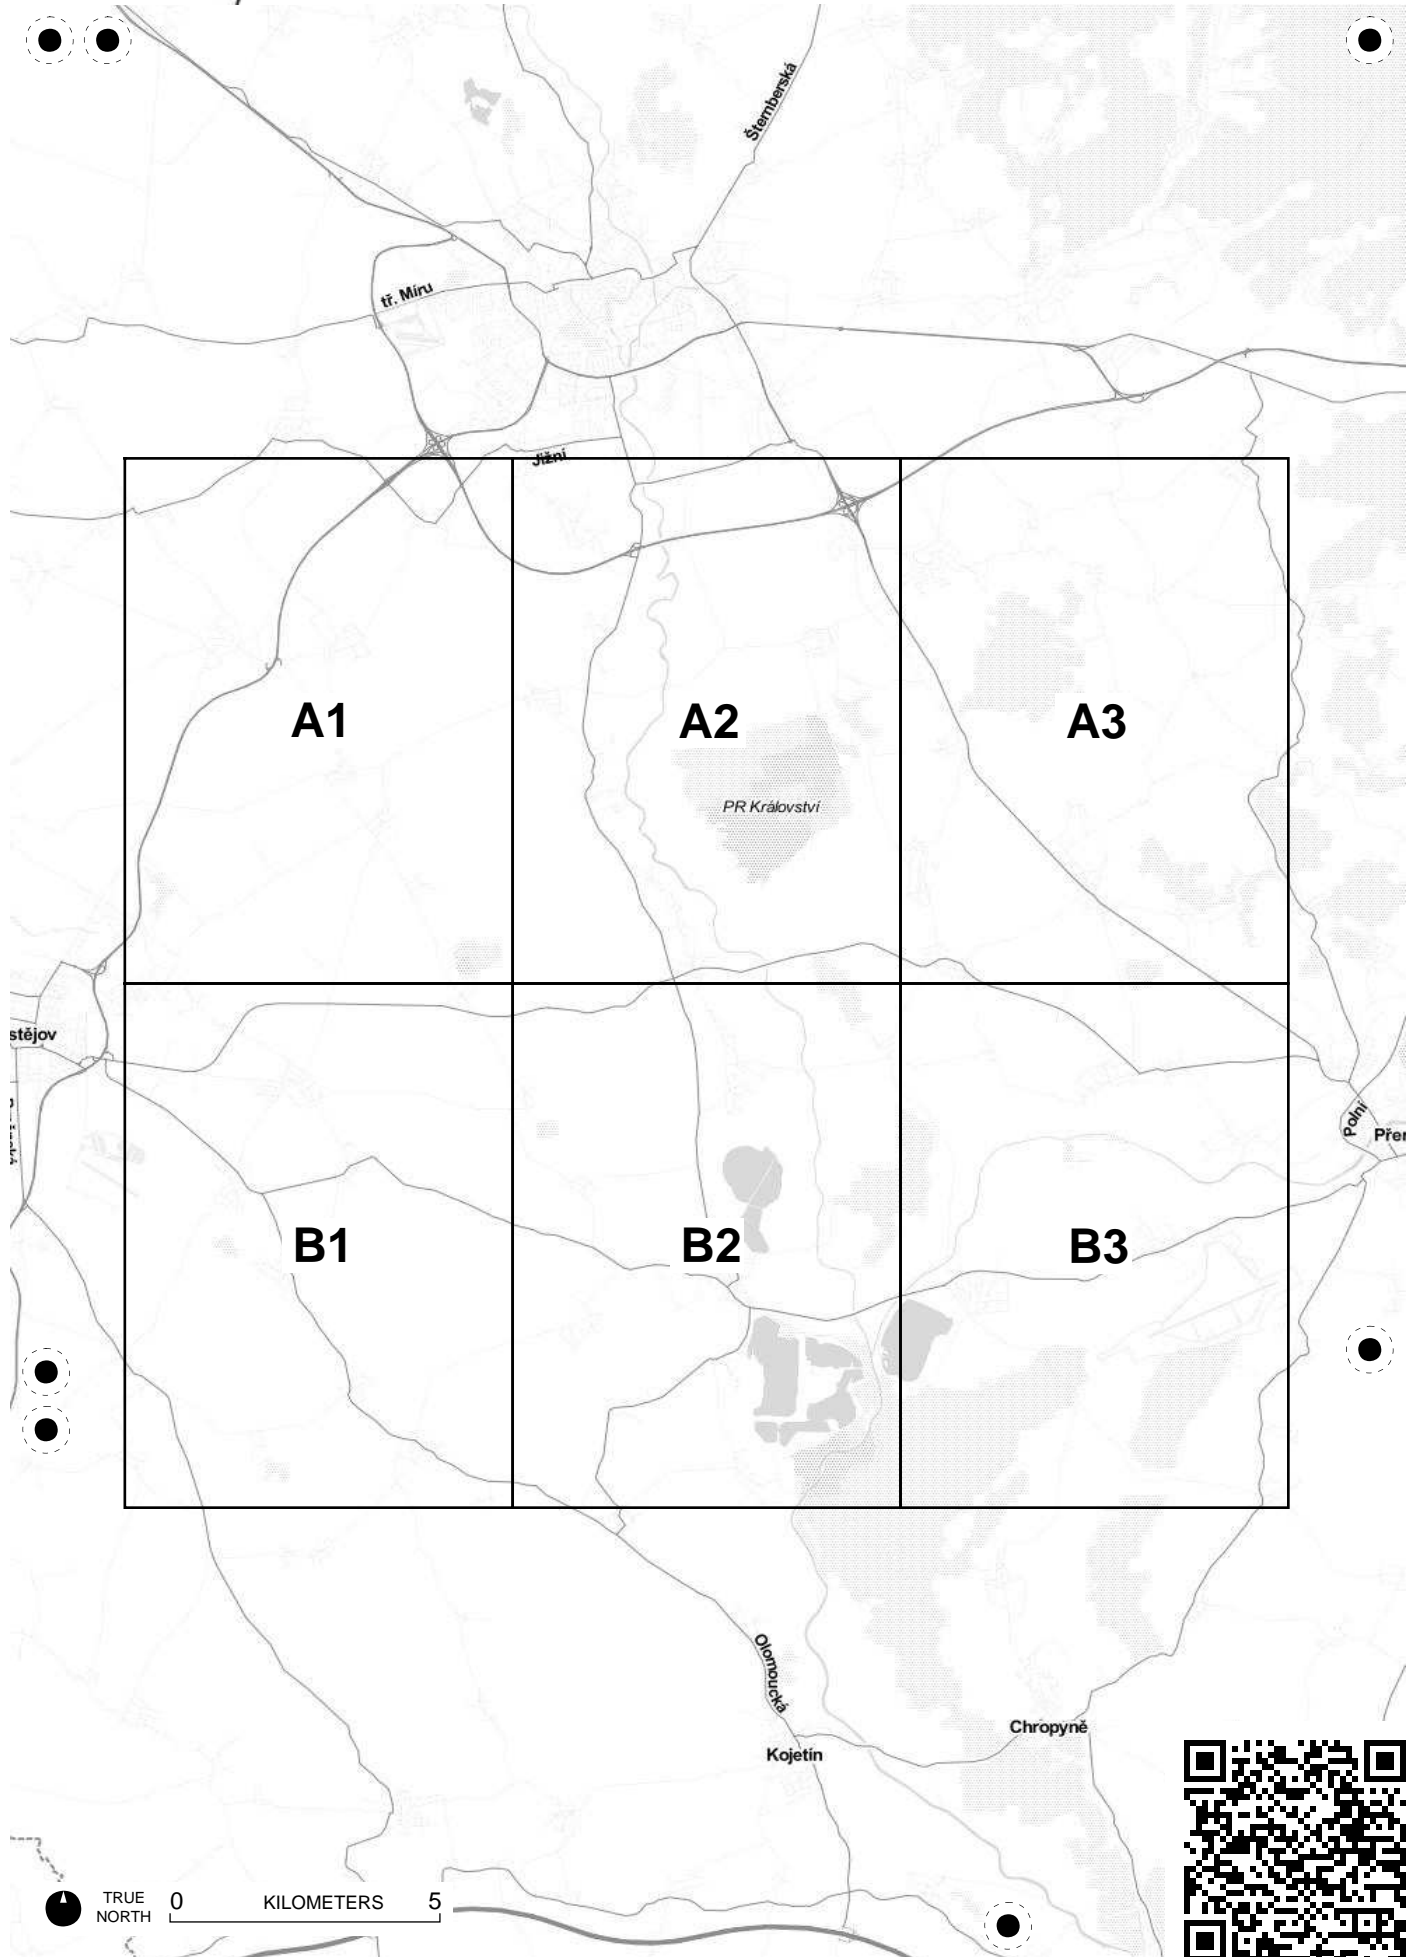 Šternberská
tř. Míru
Jižní
A1
A2
A3
PR Království
stějov
Polní
Přer
B1
B2
B3
Olomoucká
Chropyně
Kojetín
TRUE
NORTH
0 KILOMETERS 5